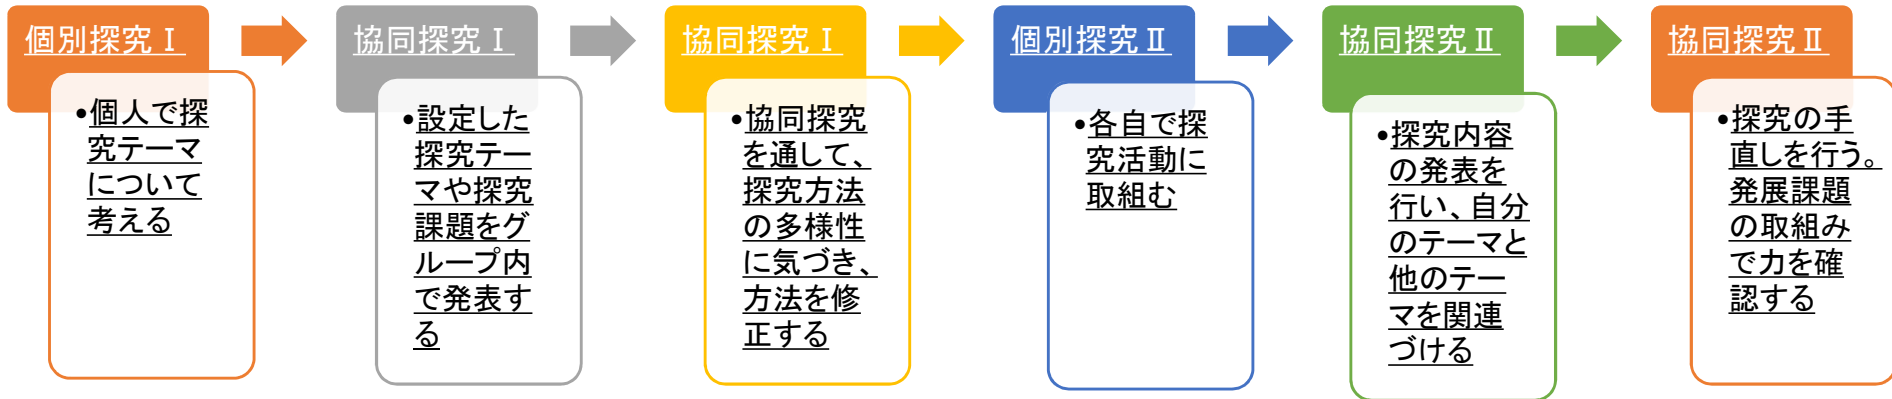 個別探究Ⅰ
•個人で探
究テーマ
について
考える
協同探究Ⅰ
•設定した
探究テー
マや探究
課題をグ
ループ内
で発表す
る
協同探究Ⅰ
•協同探究
を通して、
探究方法
の多様性
に気づき、
方法を修
正する
個別探究Ⅱ
•各自で探
究活動に
取組む
協同探究Ⅱ
•探究内容
の発表を
行い、自分
のテーマと
他のテー
マを関連
づける
協同探究Ⅱ
•探究の手
直しを行う。
発展課題
の取組み
で力を確
認する